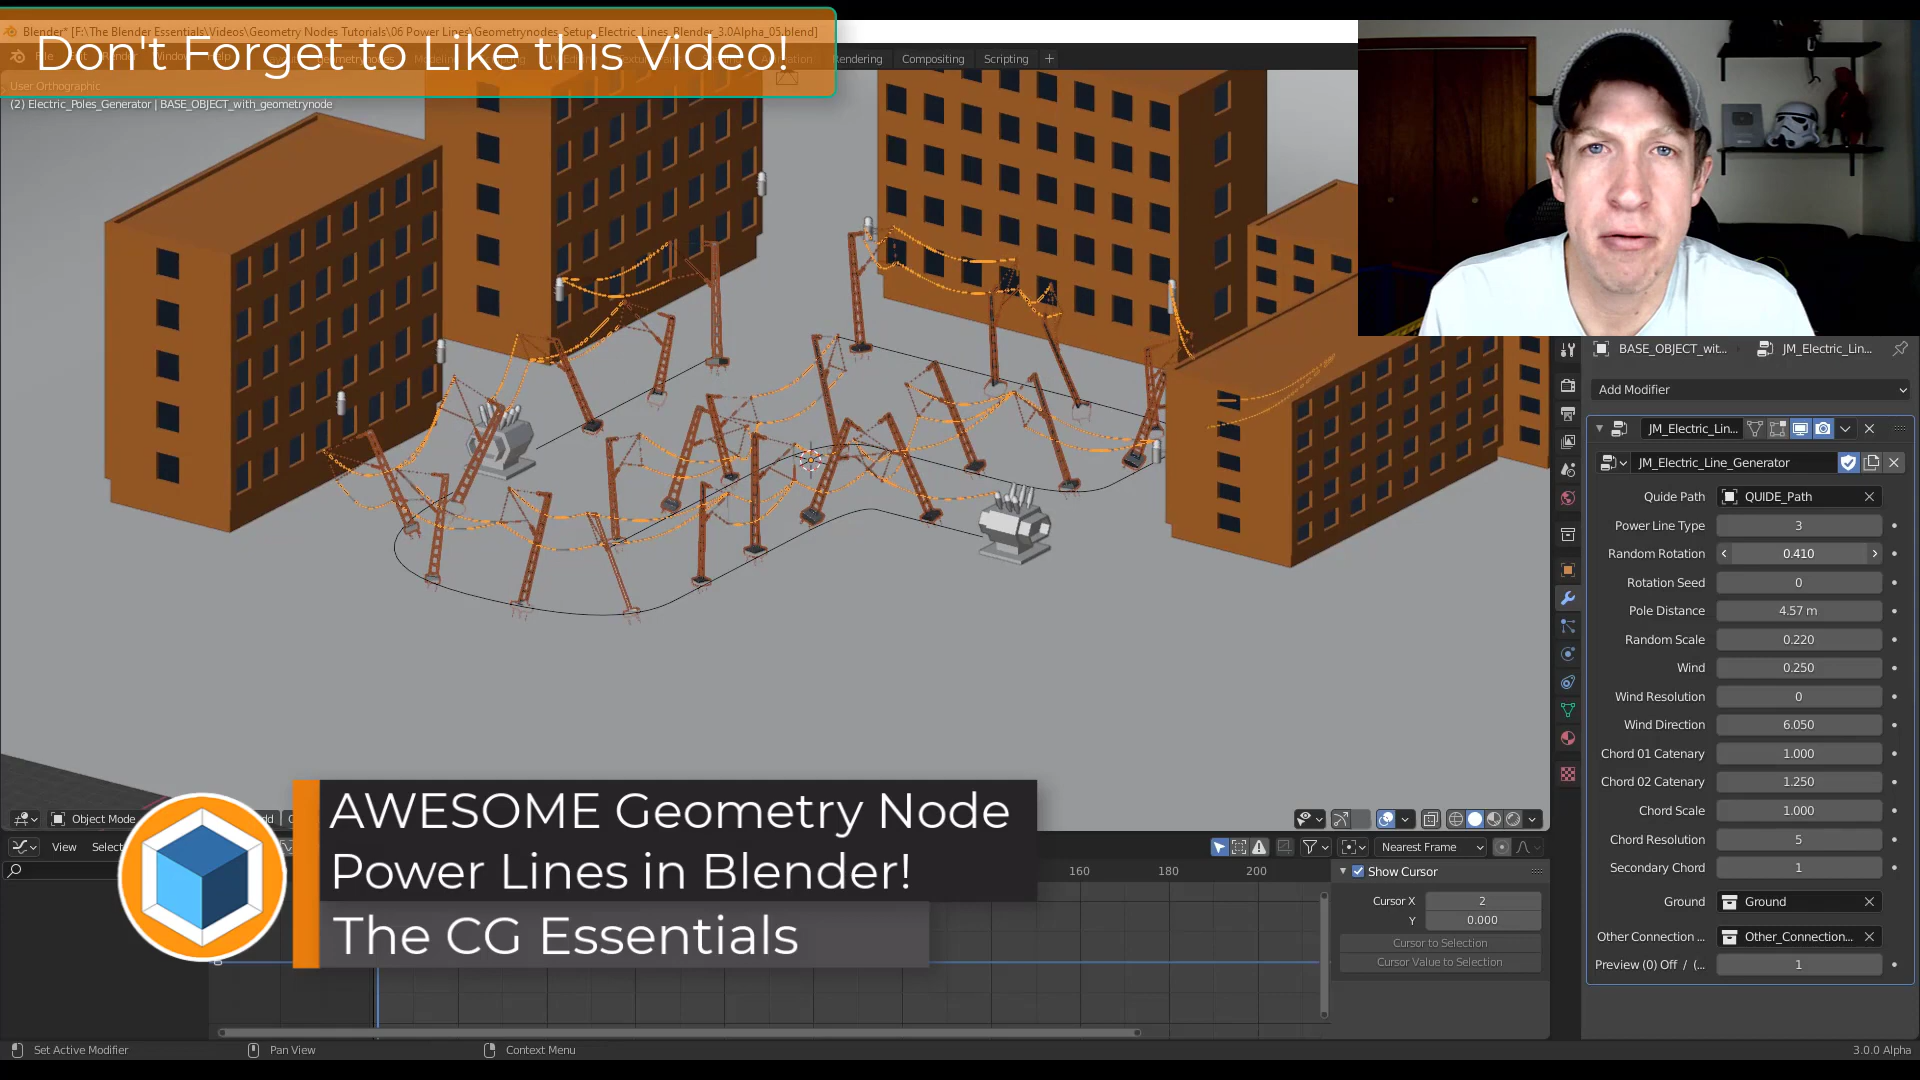 Blender* [F:\The Blender Essentials\Videos\Geometry Nodes Tutorials\06 Power Lines\Geometrynodes_Setup_Electric_Lines_Blender_3.0Alpha_05.blend]
Don't Forget to Like this Video!
Rendering
Compositing
Scripting
+
User Orthographic
(2) Electric_Poles_Generator | BASE_OBJECT_with_geometrynode
BASE_OBJECT_wit...
JM_Electric_Lin...
Add Modifier
JM_Electric_Lin...
JM_Electric_Line_Generator
Quide Path
QUIDE_Path
Power Line Type
3
Random Rotation
0.410
Rotation Seed
0
Pole Distance
4.57 m
Random Scale
0.220
Wind
0.250
Wind Resolution
0
Wind Direction
6.050
Chord 01 Catenary
1.000
Chord 02 Catenary
1.250
Chord Scale
1.000
Chord Resolution
5
Secondary Chord
1
Ground
Ground
Other Connection ...
Other_Connection...
Preview (0) Off / (...
1
Object Mode
AWESOME Geometry Node
Power Lines in Blender!
The CG Essentials
View
Select
Nearest Frame
160
180
200
Show Cursor
Cursor X
2
Y
0.000
Cursor to Selection
Cursor Value to Selection
Set Active Modifier
Pan View
Context Menu
3.0.0 Alpha